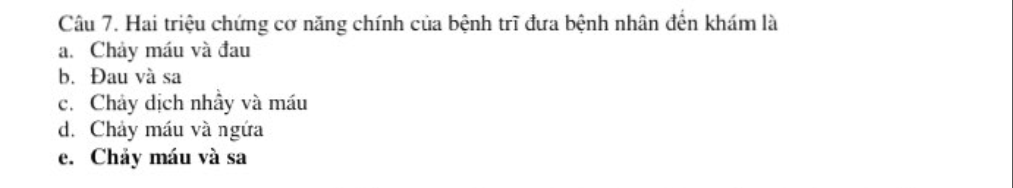 Câu 7. Hai triệu chứng cơ năng chính của bệnh trĩ đưa bệnh nhân đến khám là
a. Chảy máu và đau
b. Đau và sa
c. Chảy dịch nhầy và máu
d. Chảy máu và ngứa
e. Chảy máu và sa